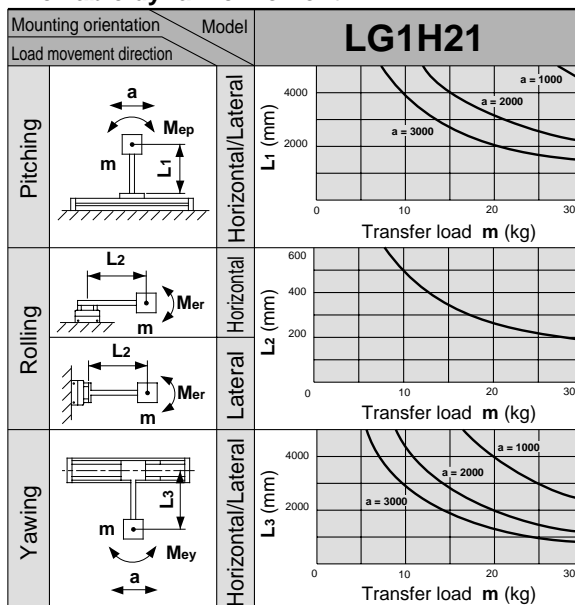 Mounting orientation Model
Load movement direction
LG1H21
Pitching
a
Mep
m
L1
Horizontal/Lateral
L1 (mm)
4000
2000
a = 1000
a = 2000
a = 3000
0 10 20 30
Transfer load m (kg)
Rolling
L2
Mer
m
Horizontal
L2
Mer
m
Lateral
L2 (mm)
600
400
200
0 10 20 30
Transfer load m (kg)
Yawing
L3
m
Mey
a
Horizontal/Lateral
L3 (mm)
4000
2000
a = 1000
a = 2000
a = 3000
0 10 20 30
Transfer load m (kg)